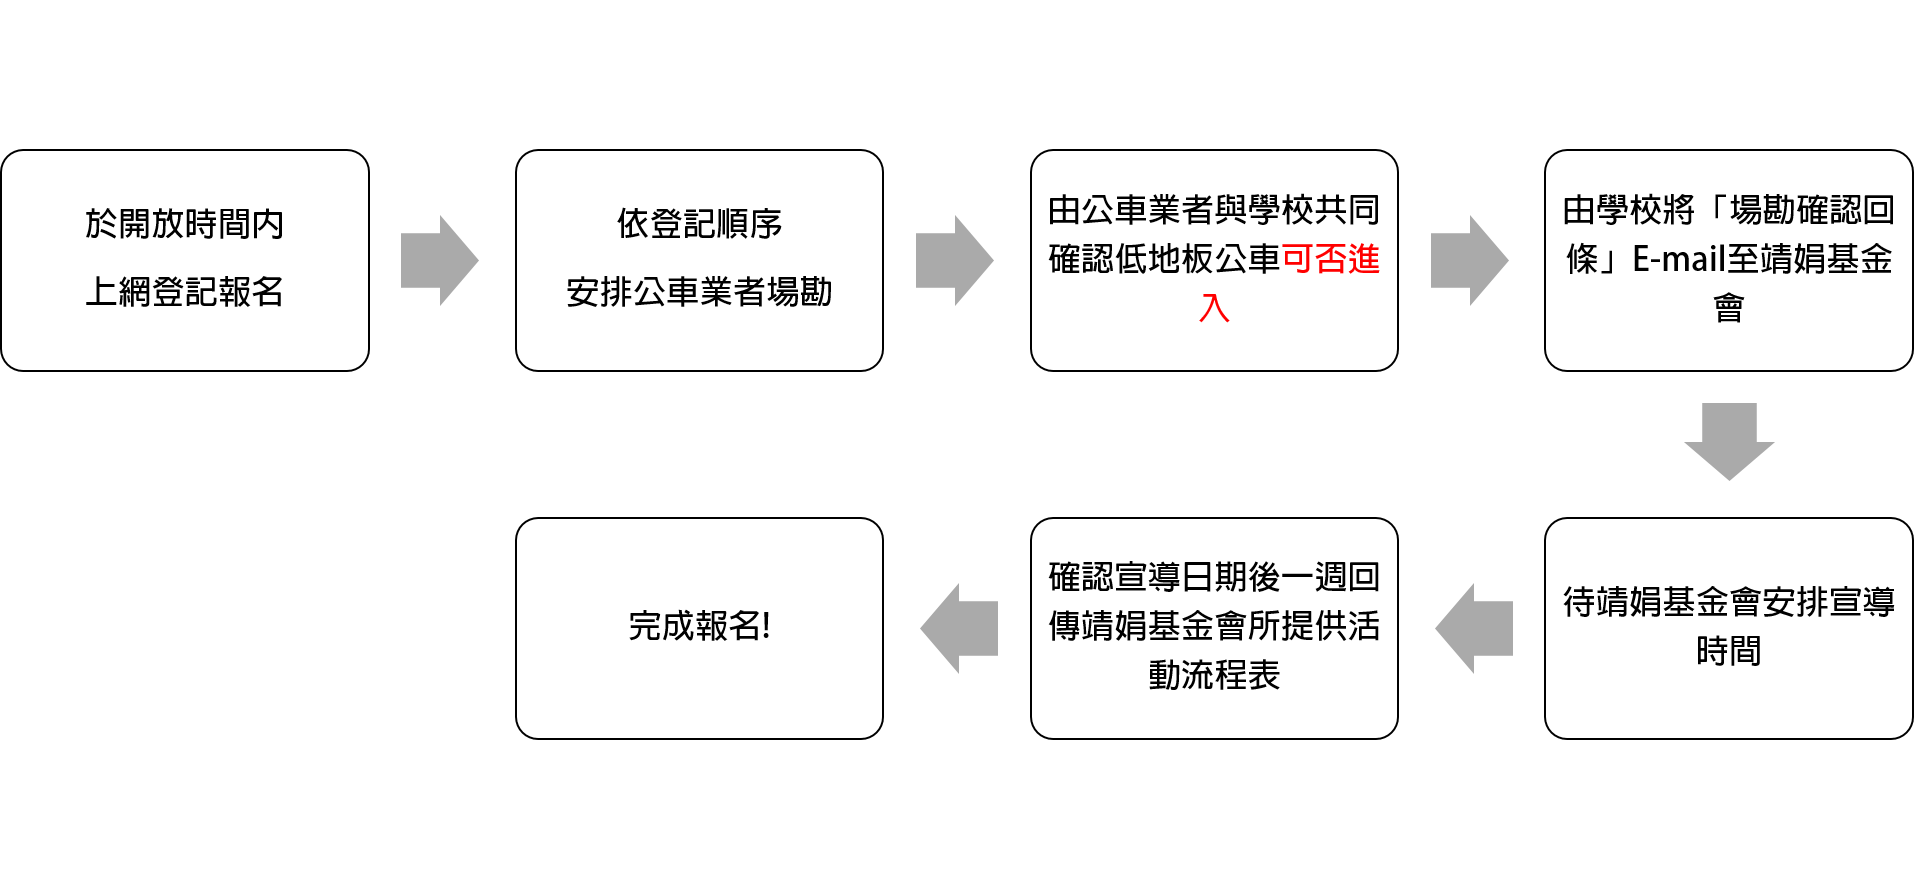 於開放時間内
上網登記報名
依登記順序
安排公車業者場勘
由公車業者與學校共同
確認低地板公車可否進
入
由學校將「場勘確認回
條」E-mail至靖娟基金
會
待靖娟基金會安排宣導
時間
確認宣導日期後一週回
傳靖娟基金會所提供活
動流程表
完成報名!